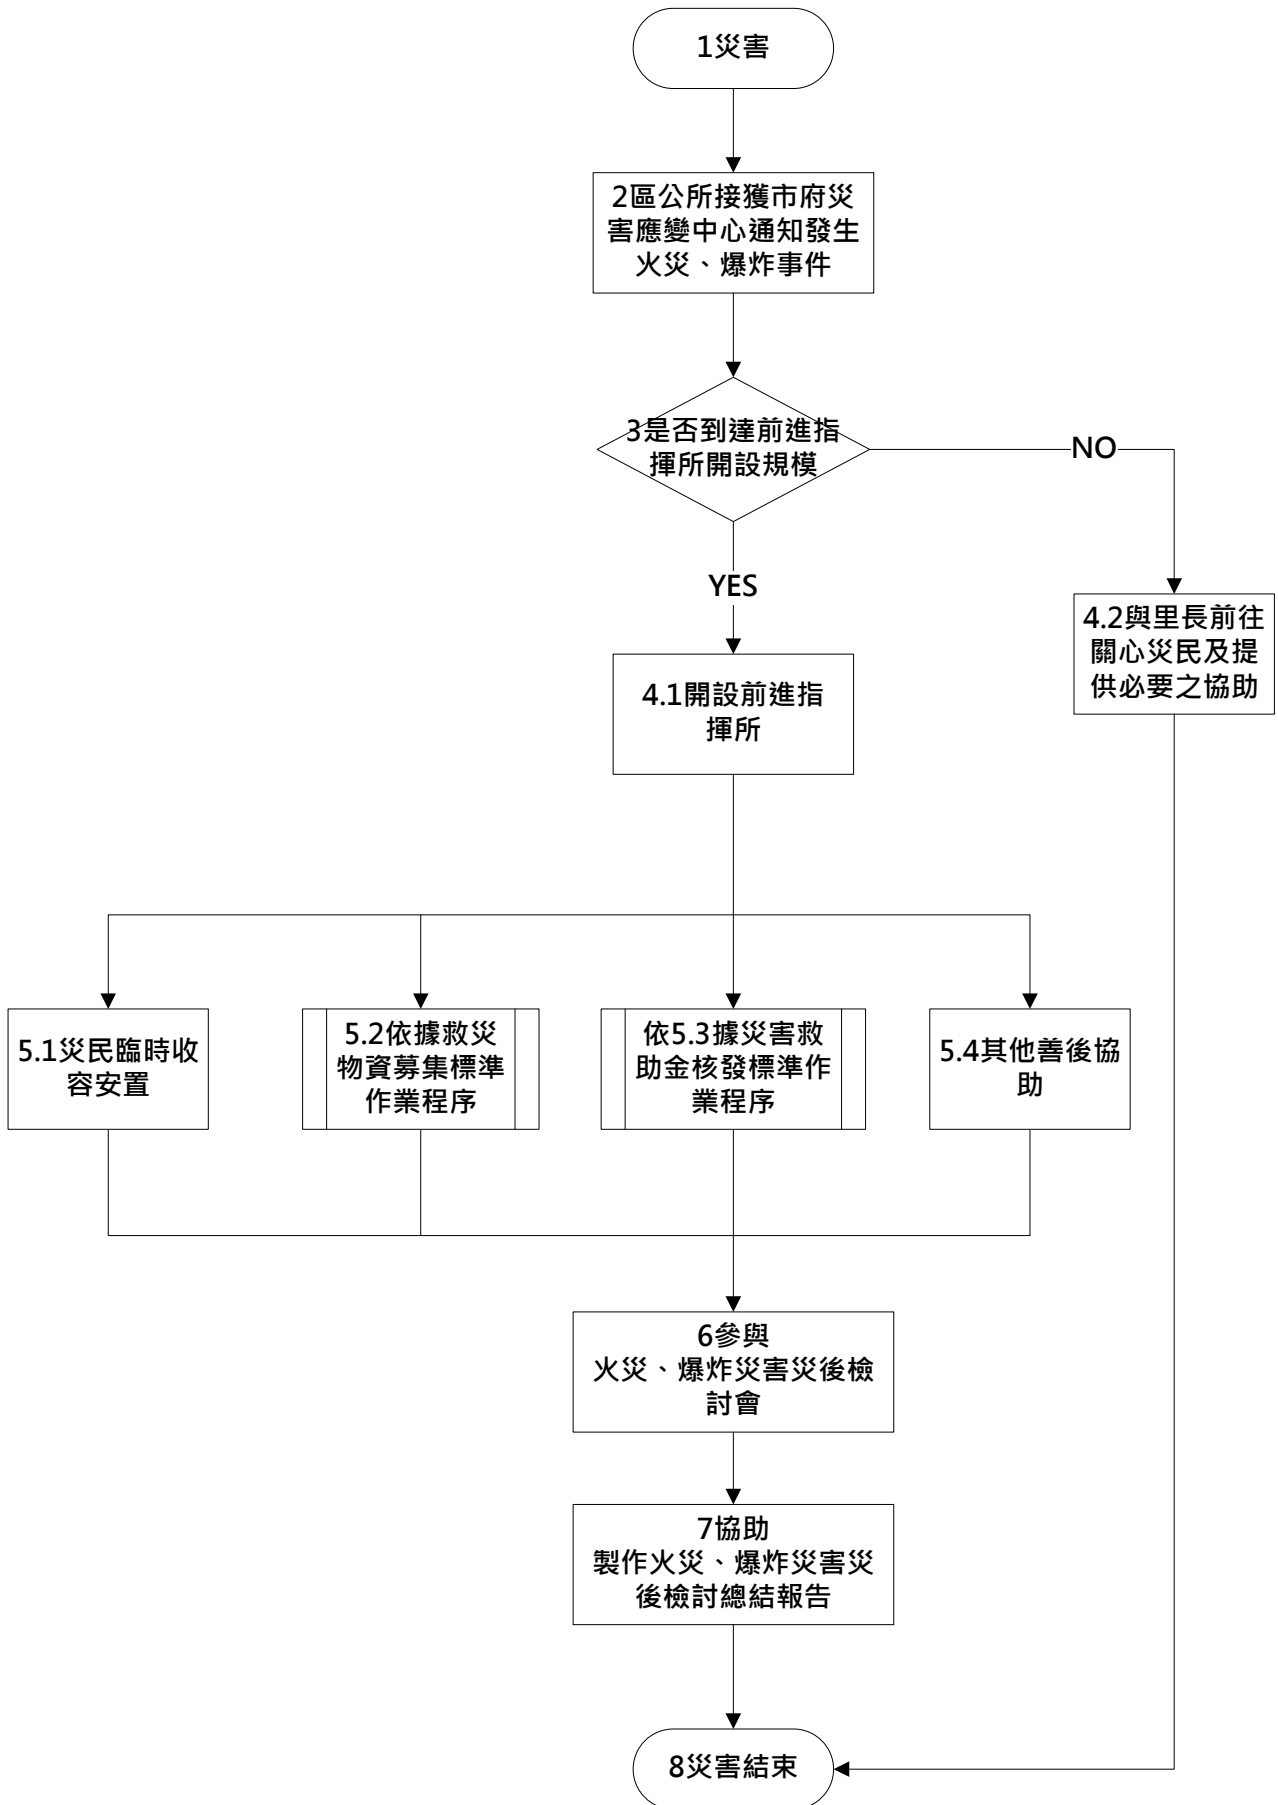 1災害
2區公所接獲市府災
害應變中心通知發生
火災、爆炸事件
3是否到達前進指
揮所開設規模
NO
YES
4.2與里長前往
關心災民及提
供必要之協助
4.1開設前進指
揮所
5.1災民臨時收
容安置
5.2依據救災
物資募集標準
作業程序
依5.3據災害救
助金核發標準作
業程序
5.4其他善後協
助
6參與
火災、爆炸災害災後檢
討會
7協助
製作火災、爆炸災害災
後檢討總結報告
8災害結束